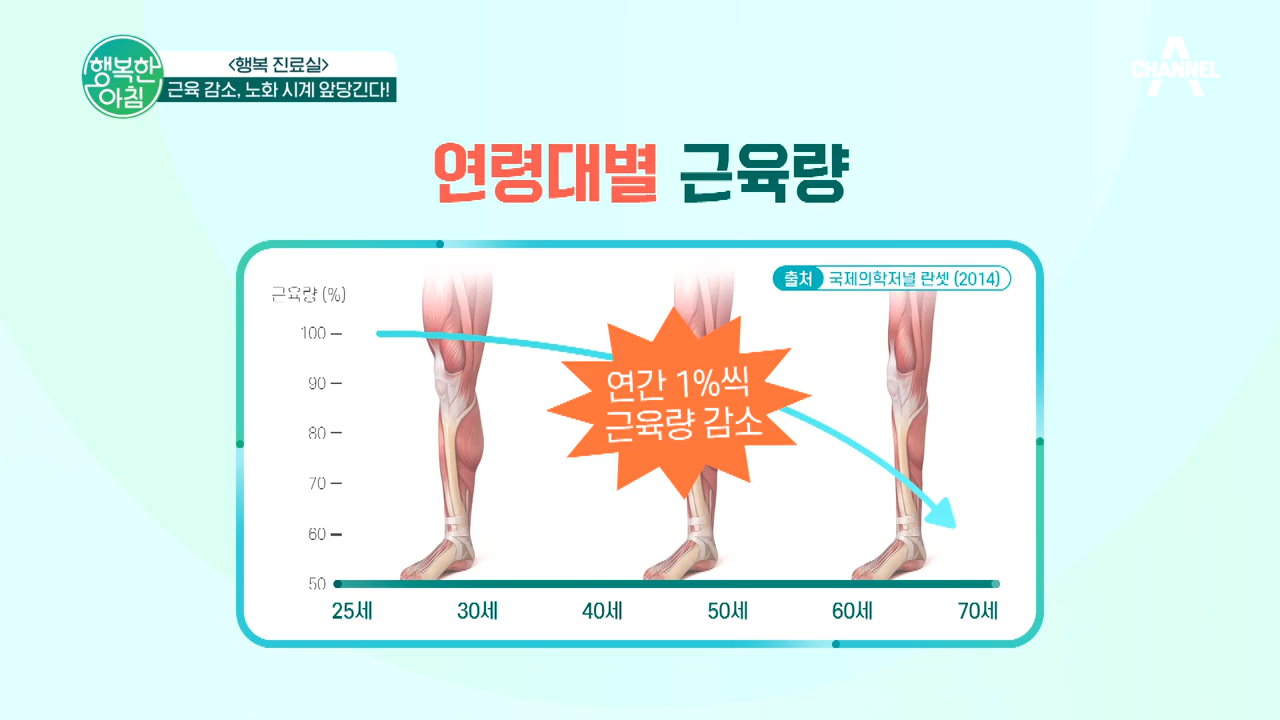 행복한
아침
<행복 진료실>
근육 감소, 노화 시계 앞당긴다!
CHANNEL A
연령대별 근육량
출처 국제의학저널 란셋 (2014)
근육량 (%)
100
90
80
70
60
50
연간 1%씩
근육량 감소
25세 30세 40세 50세 60세 70세